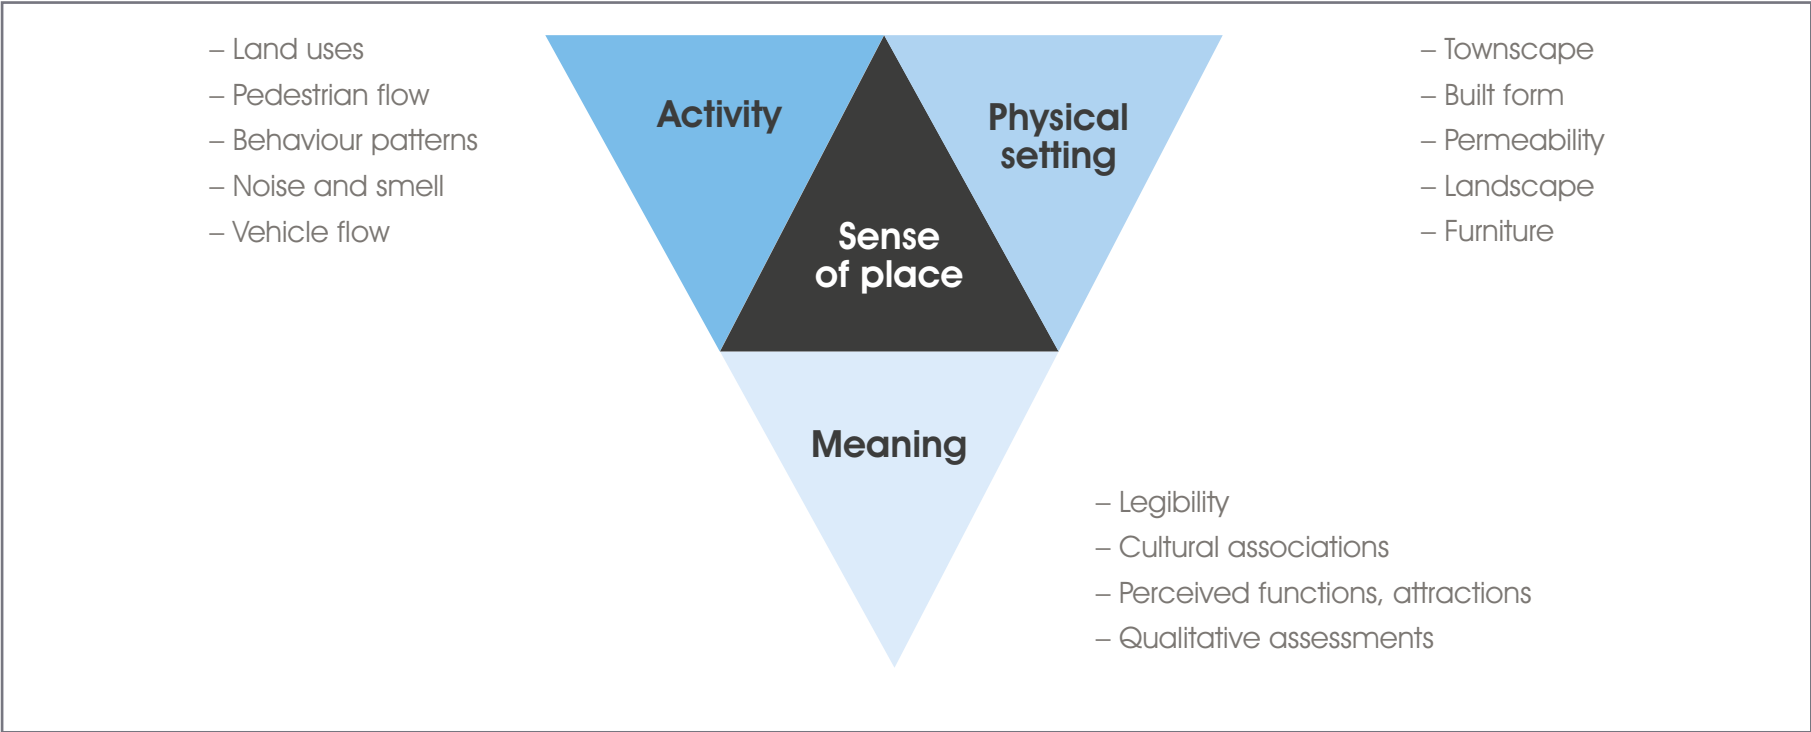 – Land uses
– Pedestrian flow
– Behaviour patterns
– Noise and smell
– Vehicle flow
Activity
Physical
setting
Sense
of place
Meaning
– Townscape
– Built form
– Permeability
– Landscape
– Furniture
– Legibility
– Cultural associations
– Perceived functions, attractions
– Qualitative assessments